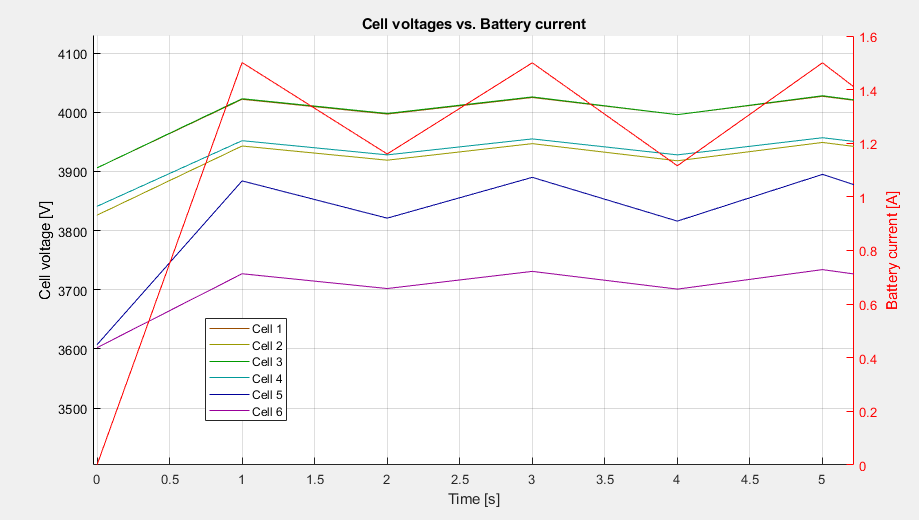 Cell voltages vs. Battery current
4100
4000
3900
3800
3700
3600
3500
Cell voltage [V]
1.6
1.4
1.2
1
0.8
0.6
0.4
0.2
0
Battery current [A]
Cell 1
Cell 2
Cell 3
Cell 4
Cell 5
Cell 6
0 0.5 1 1.5 2 2.5 3 3.5 4 4.5 5
Time [s]